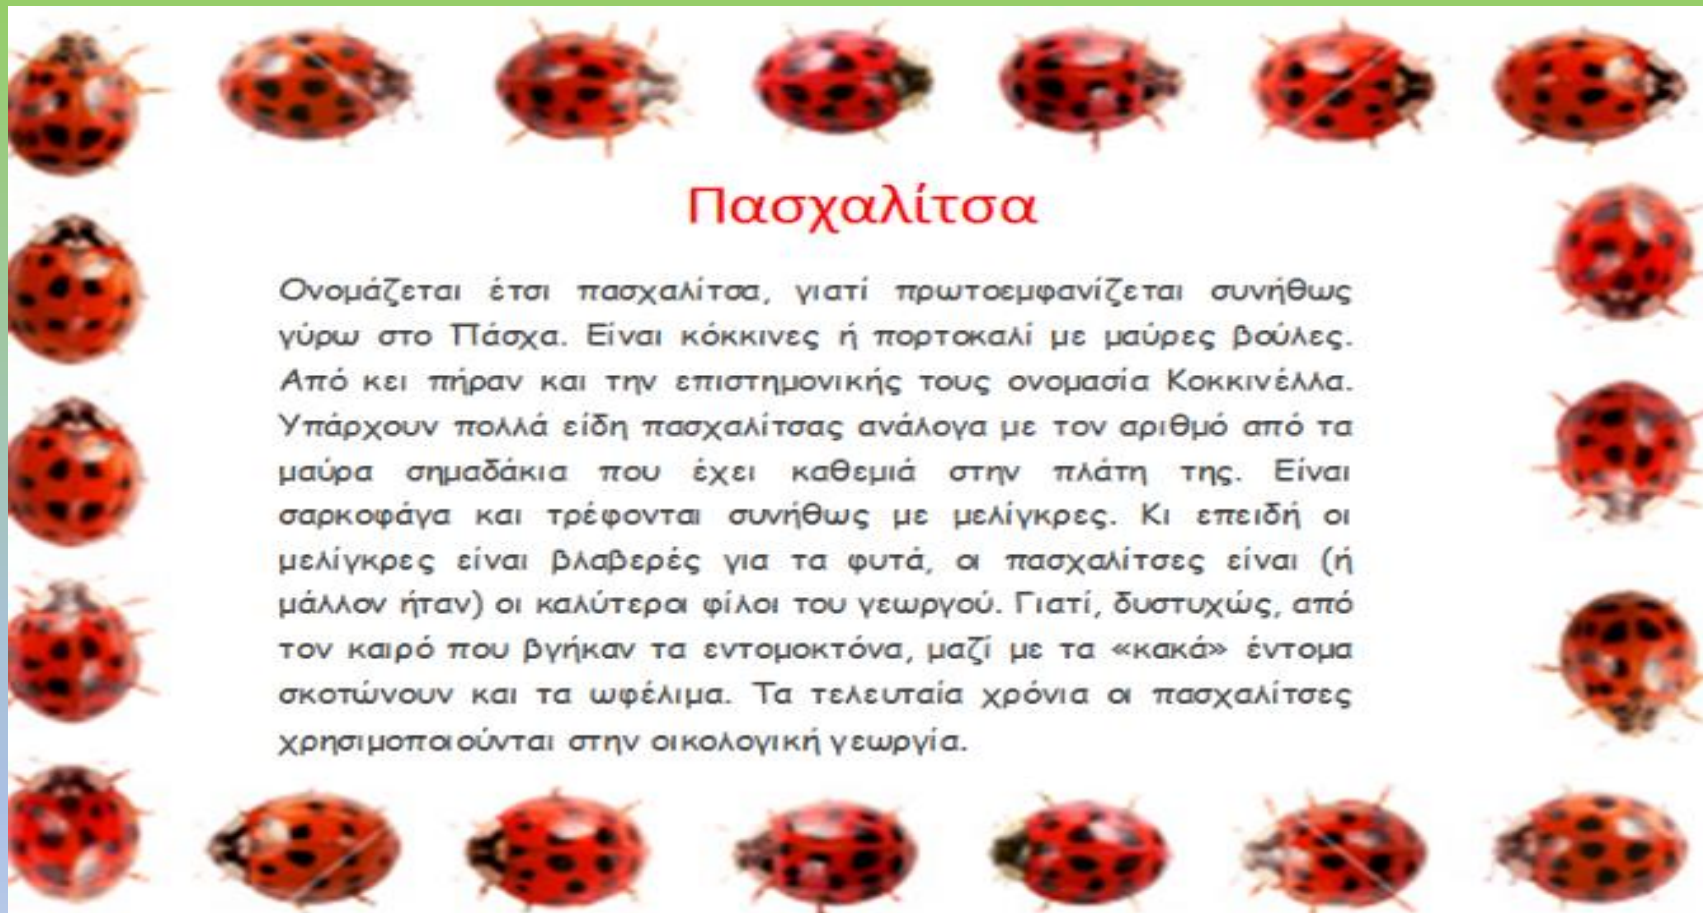 Πασχαλίτσα
Ονομάζεται έτσι πασχαλίτσα, γιατί πρωτοεμφανίζεται συνήθως
γύρω στο Πάσχα. Είναι κόκκινες ή πορτοκαλί με μαύρες βούλες.
Από κει πήραν και την επιστημονικής τους ονομασία Κοκκινέλλα.
Υπάρχουν πολλά είδη πασχαλίτσας ανάλογα με τον αριθμό από τα
μαύρα σημαδάκια που έχει καθεμιά στην πλάτη της. Είναι
σαρκοφάγα και τρέφονται συνήθως με μελίγκρες. Κι επειδή οι
μελίγκρες είναι βλαβερές για τα φυτά, οι πασχαλίτσες είναι (ή
μάλλον ήταν) οι καλύτεροι φίλοι του γεωργού. Γιατί, δυστυχώς, από
τον καιρό που βγήκαν τα εντομοκτόνα, μαζί με τα «κακά» έντομα
σκοτώνουν και τα ωφέλιμα. Τα τελευταία χρόνια οι πασχαλίτσες
χρησιμοποιούνται στην οικολογική γεωργία.